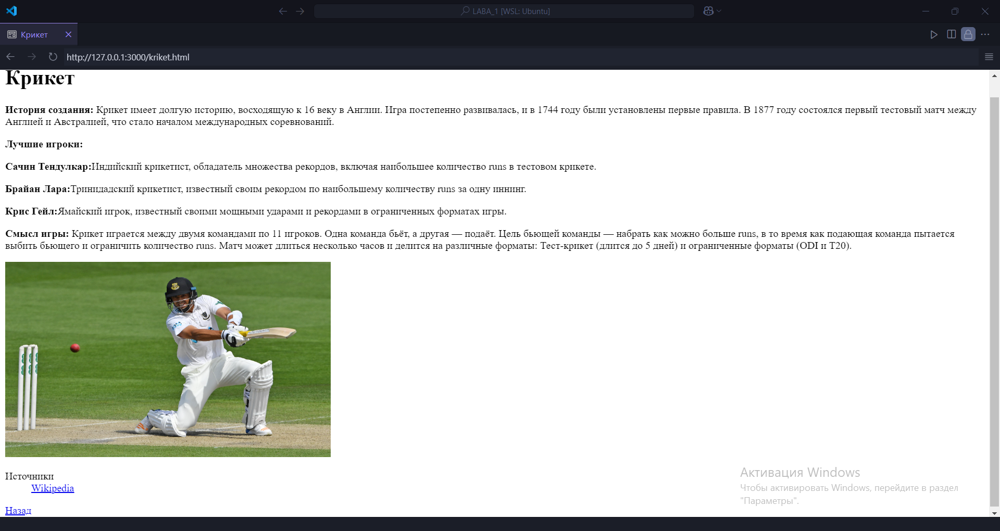 LABA_1 [WSL: Ubuntu]
Крикет
http://127.0.0.1:3000/kriket.html
Крикет
История создания: Крикет имеет долгую историю, восходящую к 16 веку в Англии. Игра постепенно развивалась, и в 1744 году были установлены первые правила. В 1877 году состоялся первый тестовый матч между
Англией и Австралией, что стало началом международных соревнований.
Лучшие игроки:
Сачин Тендулкар:Индийский крикетист, обладатель множества рекордов, включая наибольшее количество runs в тестовом крикете.
Брайан Лара:Тринидадский крикетист, известный своим рекордом по наибольшему количеству runs за одну иннинг.
Крис Гейл:Ямайский игрок, известный своими мощными ударами и рекордами в ограниченных форматах игры.
Смысл игры: Крикет играется между двумя командами по 11 игроков. Одна команда бьёт, а другая — подаёт. Цель бьющей команды — набрать как можно больше runs, в то время как подающая команда пытается
выбить бьющего и ограничить количество runs. Матч может длиться несколько часов и делится на различные форматы: Тест-крикет (длится до 5 дней) и ограниченные форматы (ODI и T20).
Источники
Wikipedia
Назад
Активация Windows
Чтобы активировать Windows, перейдите в раздел
"Параметры".